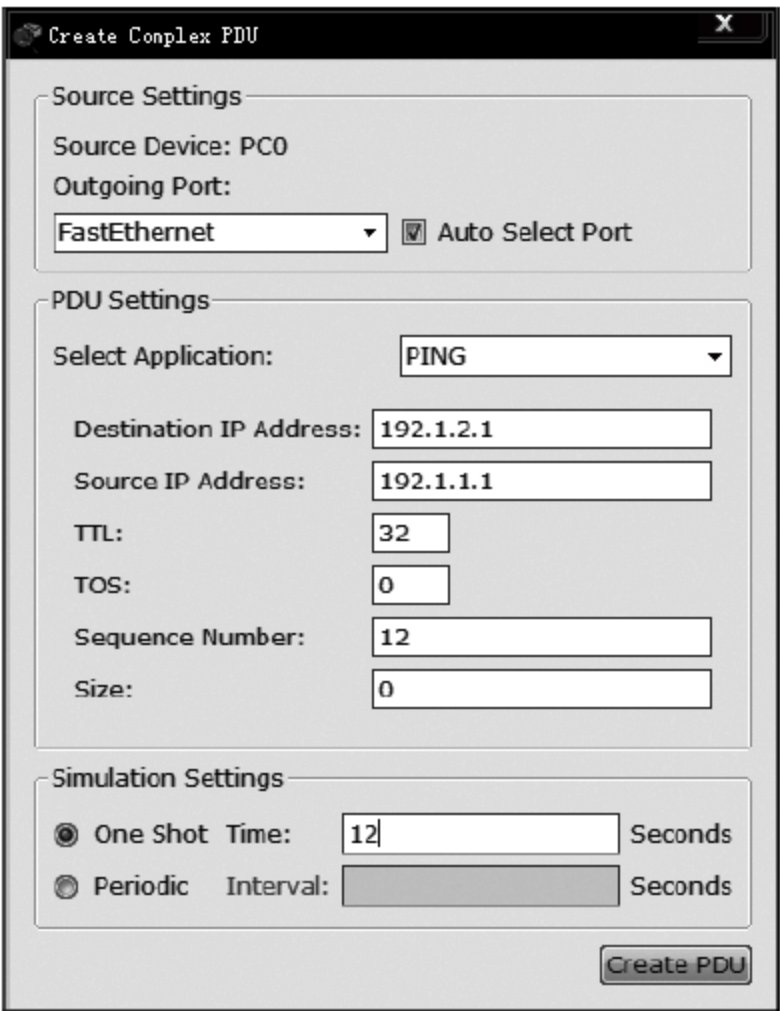 Create Conplex PDU
X
Source Settings
Source Device: PC0
Outgoing Port:
FastEthernet Auto Select Port
PDU Settings
Select Application: PING
Destination IP Address: 192.1.2.1
Source IP Address: 192.1.1.1
TTL: 32
TOS: 0
Sequence Number: 12
Size: 0
Simulation Settings
One Shot Time: 12 Seconds
Periodic Interval: Seconds
Create PDU